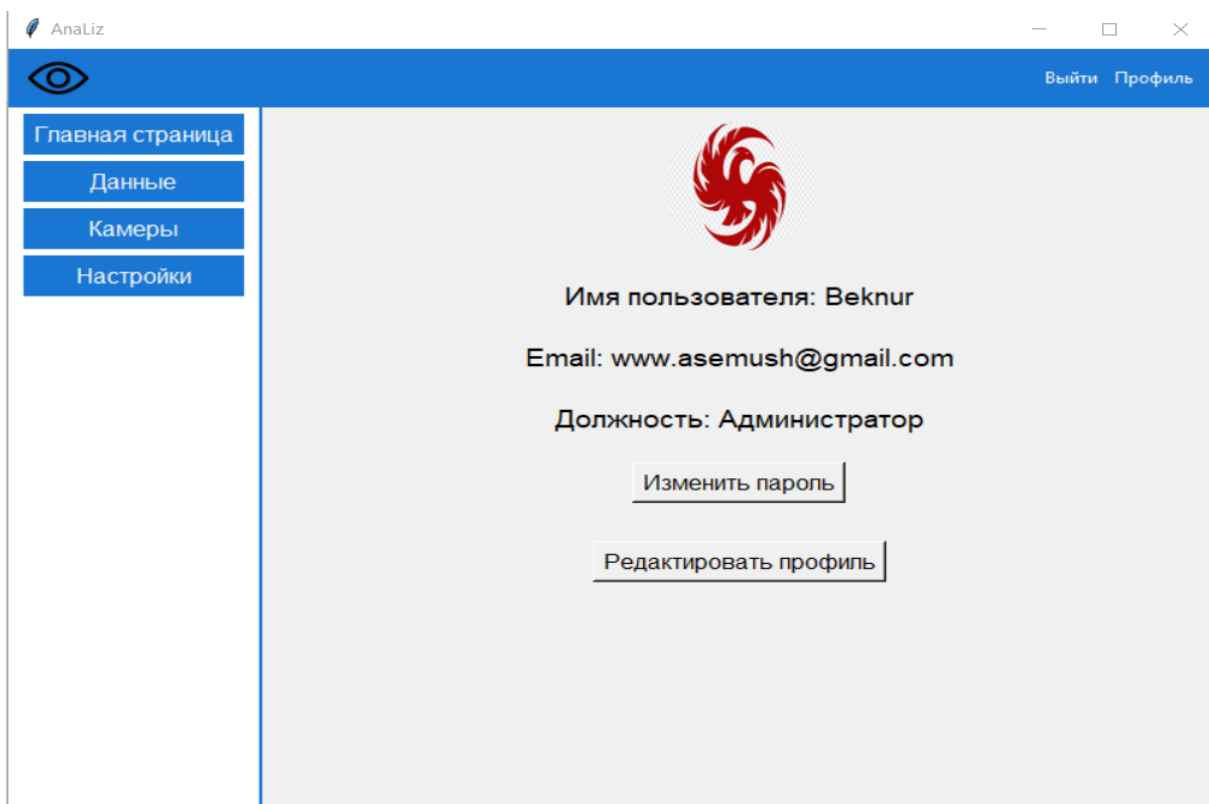 AnaLiz
Выйти Профиль
Главная страница
Данные
Камеры
Настройки
Имя пользователя: Beknur
Email: www.asemush@gmail.com
Должность: Администратор
Изменить пароль
Редактировать профиль